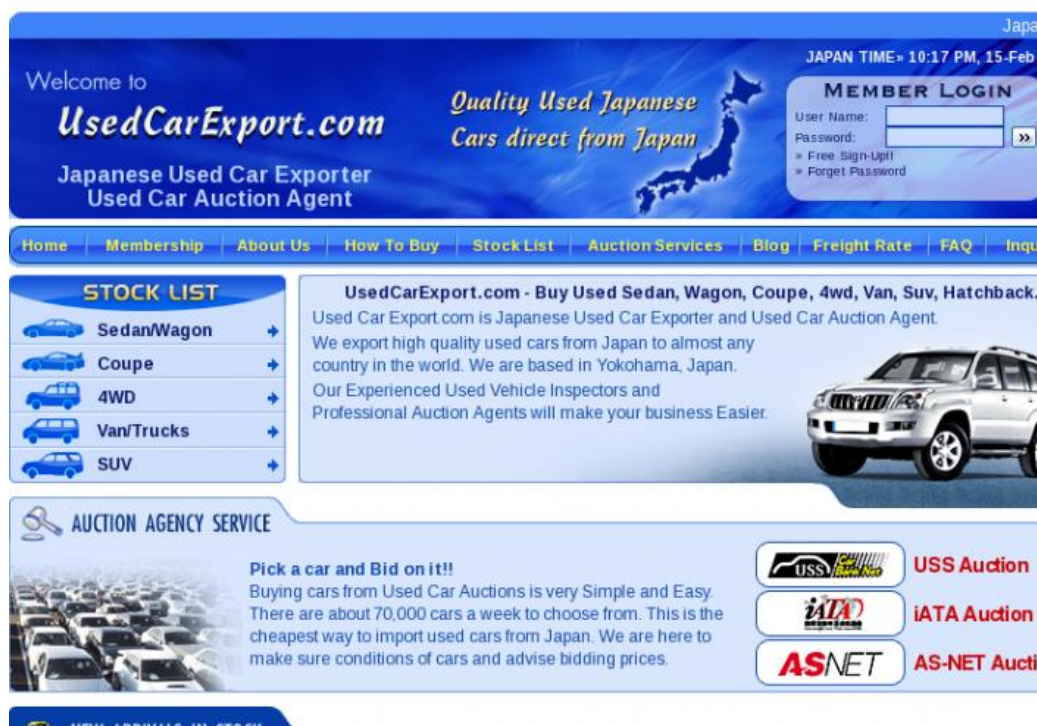 Welcome to
UsedCarExport.com
Japanese Used Car Exporter
Used Car Auction Agent
Quality Used Japanese
Cars direct from Japan
JAPAN TIME» 10:17 PM, 15-Feb
MEMBER LOGIN
User Name:
Password:
» Free Sign-Up!!
» Forget Password
Home Membership About Us How To Buy Stock List Auction Services Blog Freight Rate FAQ
STOCK LIST
Sedan/Wagon
Coupe
4WD
Van/Trucks
SUV
UsedCarExport.com - Buy Used Sedan, Wagon, Coupe, 4wd, Van, Suv, Hatchback.
Used Car Export.com is Japanese Used Car Exporter and Used Car Auction Agent.
We export high quality used cars from Japan to almost any
country in the world. We are based in Yokohama, Japan.
Our Experienced Used Vehicle Inspectors and
Professional Auction Agents will make your business Easier.
AUCTION AGENCY SERVICE
Pick a car and Bid on it!!
Buying cars from Used Car Auctions is very Simple and Easy.
There are about 70,000 cars a week to choose from. This is the
cheapest way to import used cars from Japan. We are here to
make sure conditions of cars and advise bidding prices.
USS Car Bank Net
USS Auction
iATA
iATA Auction
ASNET
AS-NET Aucti
NEW ARRIVALS IN STOCK